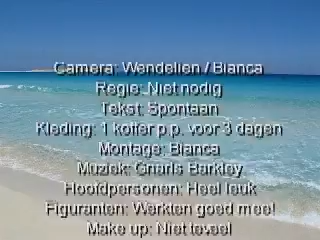 Camera: Wendelien / Bianca
Regie: Niet nodig
Tekst: Spontaan
Kleding: 1 koffer p.p. voor 3 dagen
Montage: Bianca
Muziek: Gnarls Barkley
Hoofdpersonen: Heel leuk
Figuranten: Werkten goed mee!
Make up: Niet teveel